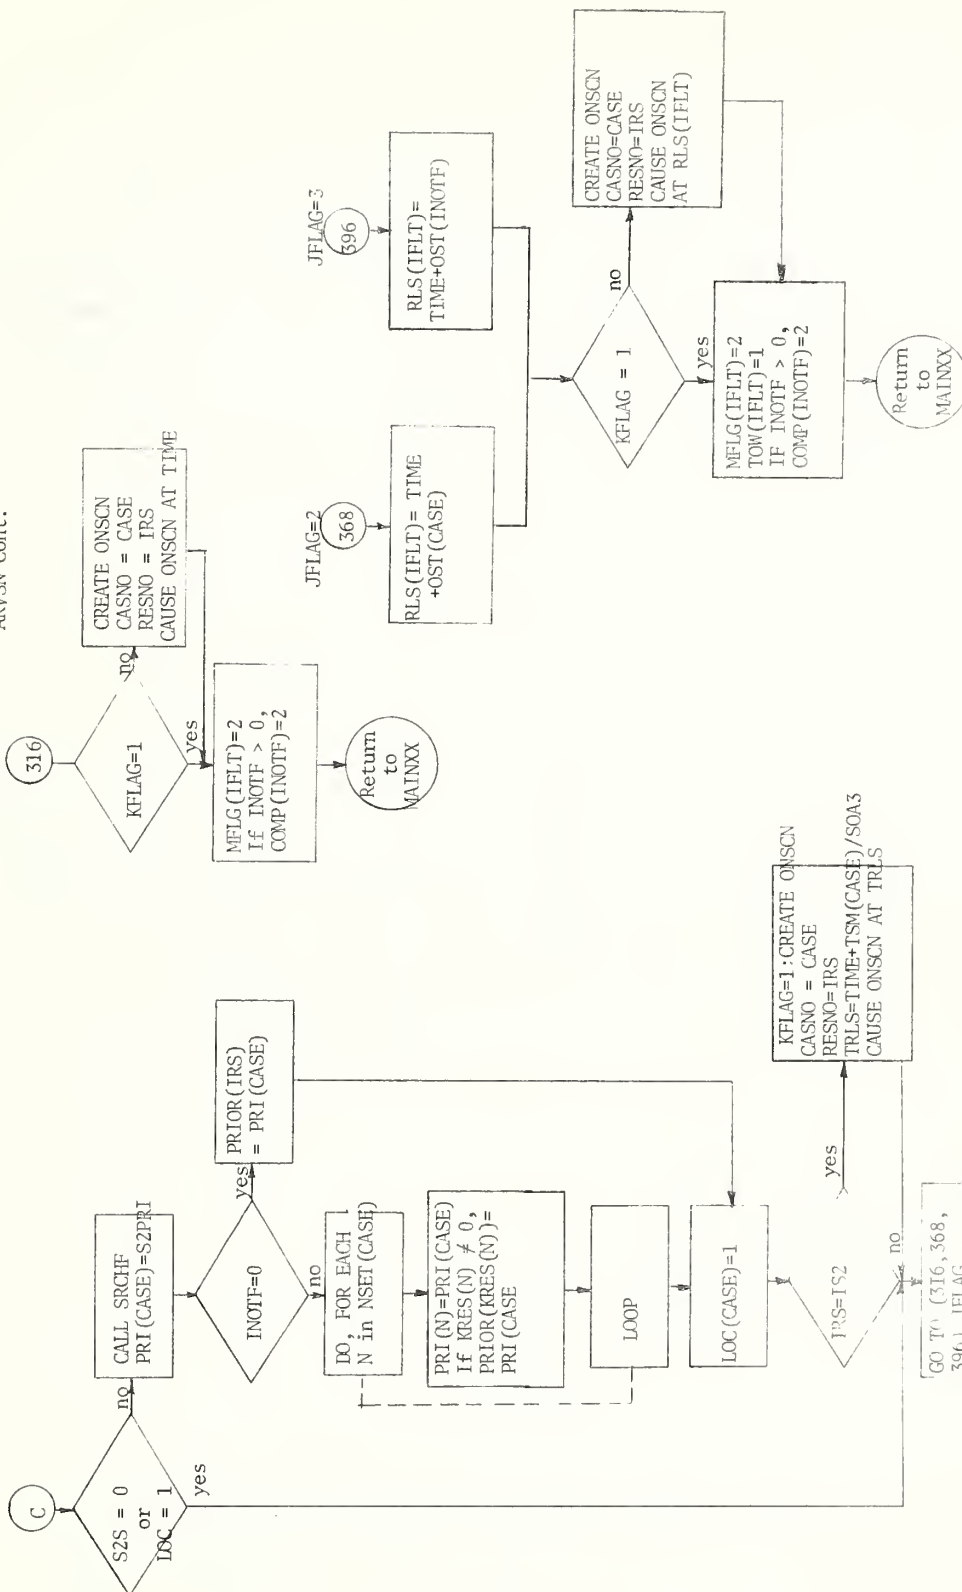 ARVSN Cont.
C
S2S = 0
or
LOC = 1
no
yes
CALL SRCHF
PRI(CASE)=S2PRI
INOTF=0
yes
no
PRIOR(IRS)
= PRI(CASE)
DO, FOR EACH
N in NSET(CASE)
PRI(N)=PRI(CASE)
If KRES(N) ≠ 0,
PRIOR(KRES(N))=
PRI(CASE
LOOP
LOC(CASE)=1
IRS=IS2
yes
no
KFLAG=1:CREATE ONSCN
CASNO = CASE
RESNO=IRS
TRLS=TIME+TSM(CASE)/SOA3
CAUSE ONSCN AT TRLS
GO TO (316,368,
396) JFLAG
316
KFLAG=1
no
yes
CREATE ONSCN
CASNO = CASE
RESNO = IRS
CAUSE ONSCN AT TIME
MFLG(IFLT)=2
If INOTF > 0,
COMP(INOTF)=2
Return
to
MAINXX
JFLAG=2
368
RLS(IFLT)= TIME
+OST(CASE)
JFLAG=3
396
RLS(IFLT)=
TIME+OST(INOTF)
KFLAG = 1
no
yes
CREATE ONSCN
CASNO=CASE
RESNO=IRS
CAUSE ONSCN
AT RLS(IFLT)
MFLG(IFLT)=2
TOW(IFLT)=1
IF INOTF > 0,
COMP(INOTF)=2
Return
to
MAINXX